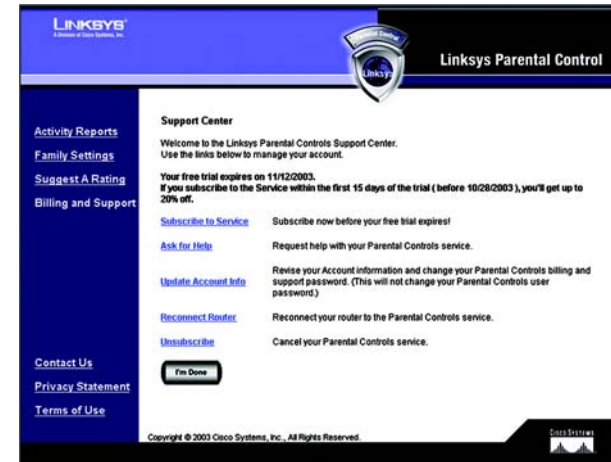 LINKSYS®
A Division of Cisco Systems, Inc.
Parental Control
Linksys
Linksys Parental Control
Activity Reports
Family Settings
Suggest A Rating
Billing and Support
Contact Us
Privacy Statement
Terms of Use
Support Center
Welcome to the Linksys Parental Controls Support Center.
Use the links below to manage your account.
Your free trial expires on 11/12/2003.
If you subscribe to the Service within the first 15 days of the trial ( before 10/28/2003 ), you'll get up to
20% off.
Subscribe to Service Subscribe now before your free trial expires!
Ask for Help Request help with your Parental Controls service.
Update Account Info Revise your Account information and change your Parental Controls billing and
support password. (This will not change your Parental Controls user
password.)
Reconnect Router Reconnect your router to the Parental Controls service.
Unsubscribe Cancel your Parental Controls service.
I'm Done
Copyright © 2003 Cisco Systems, Inc., All Rights Reserved.
Cisco Systems